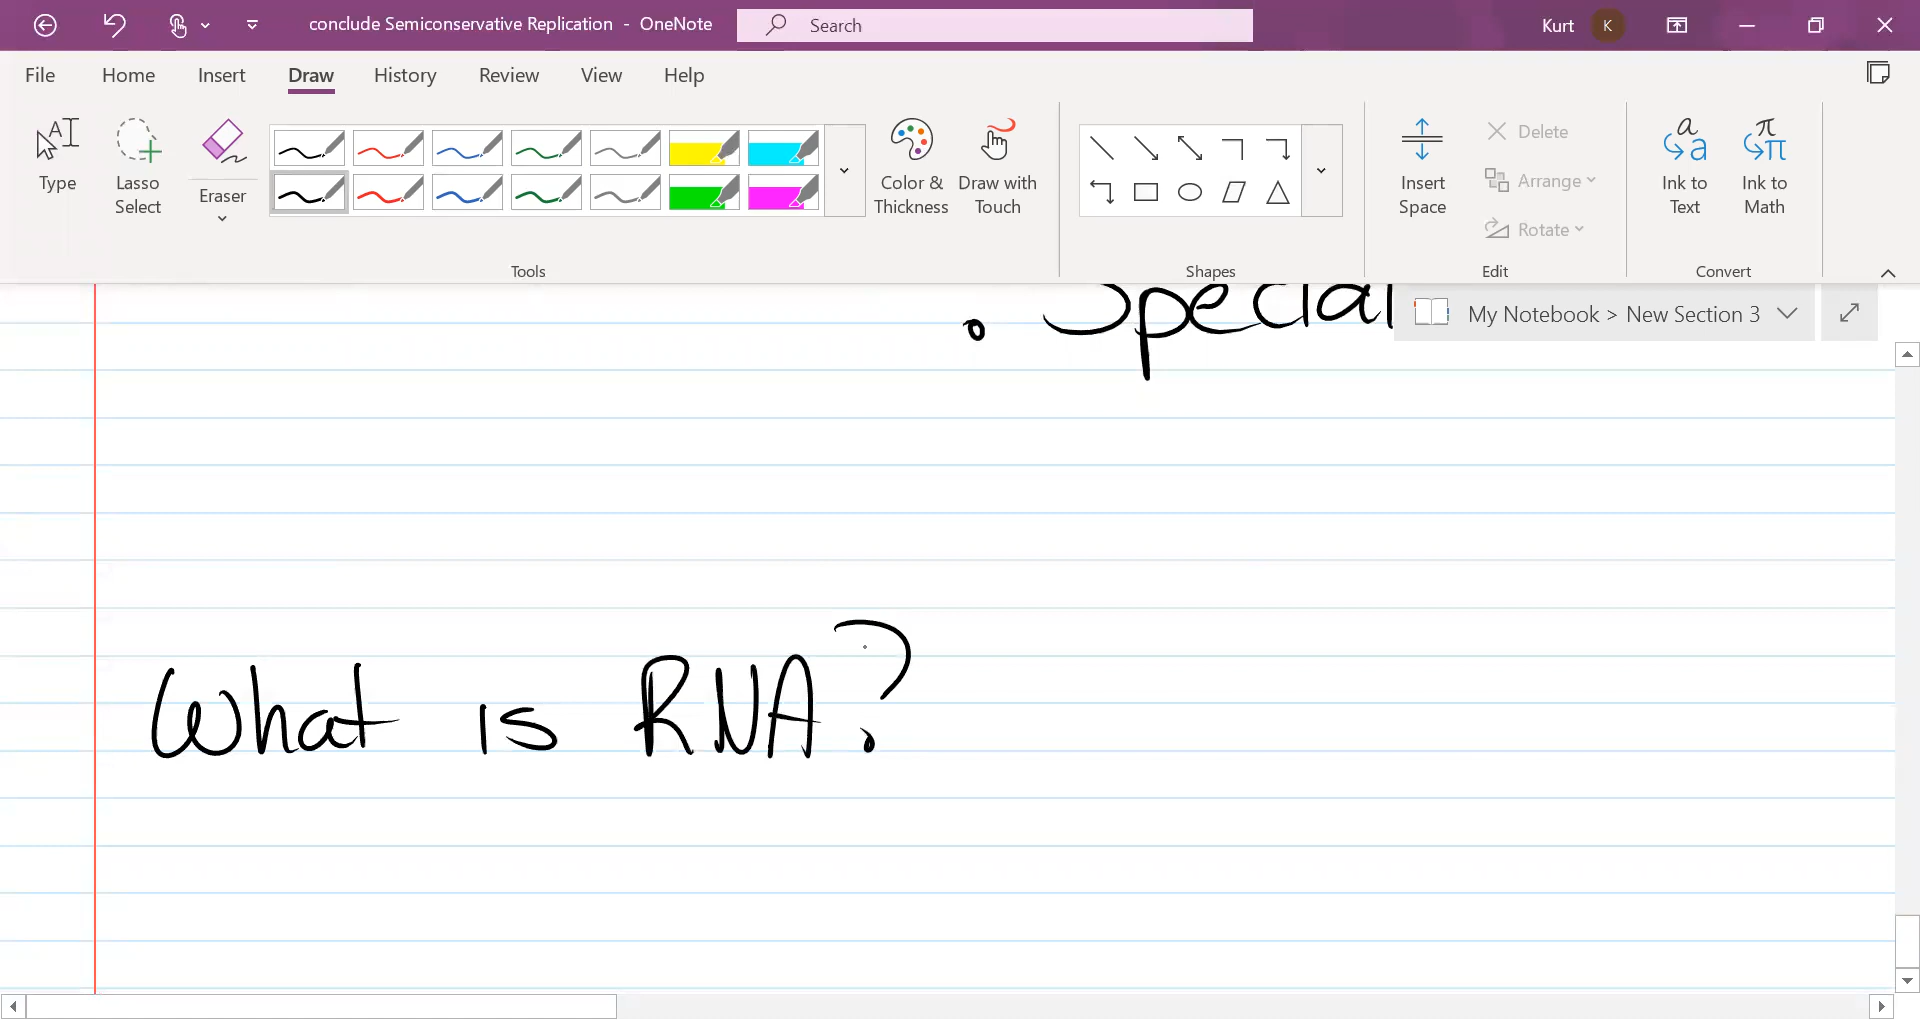 conclude Semiconservative Replication - OneNote
Search
Kurt
K
File Home Insert Draw History Review View Help
Type
Lasso Select
Eraser
Color & Thickness
Draw with Touch
Insert Space
Delete
Arrange
Rotate
Ink to Text
Ink to Math
Tools
Shapes
Edit
Convert
Special
My Notebook > New Section 3
What is RNA?